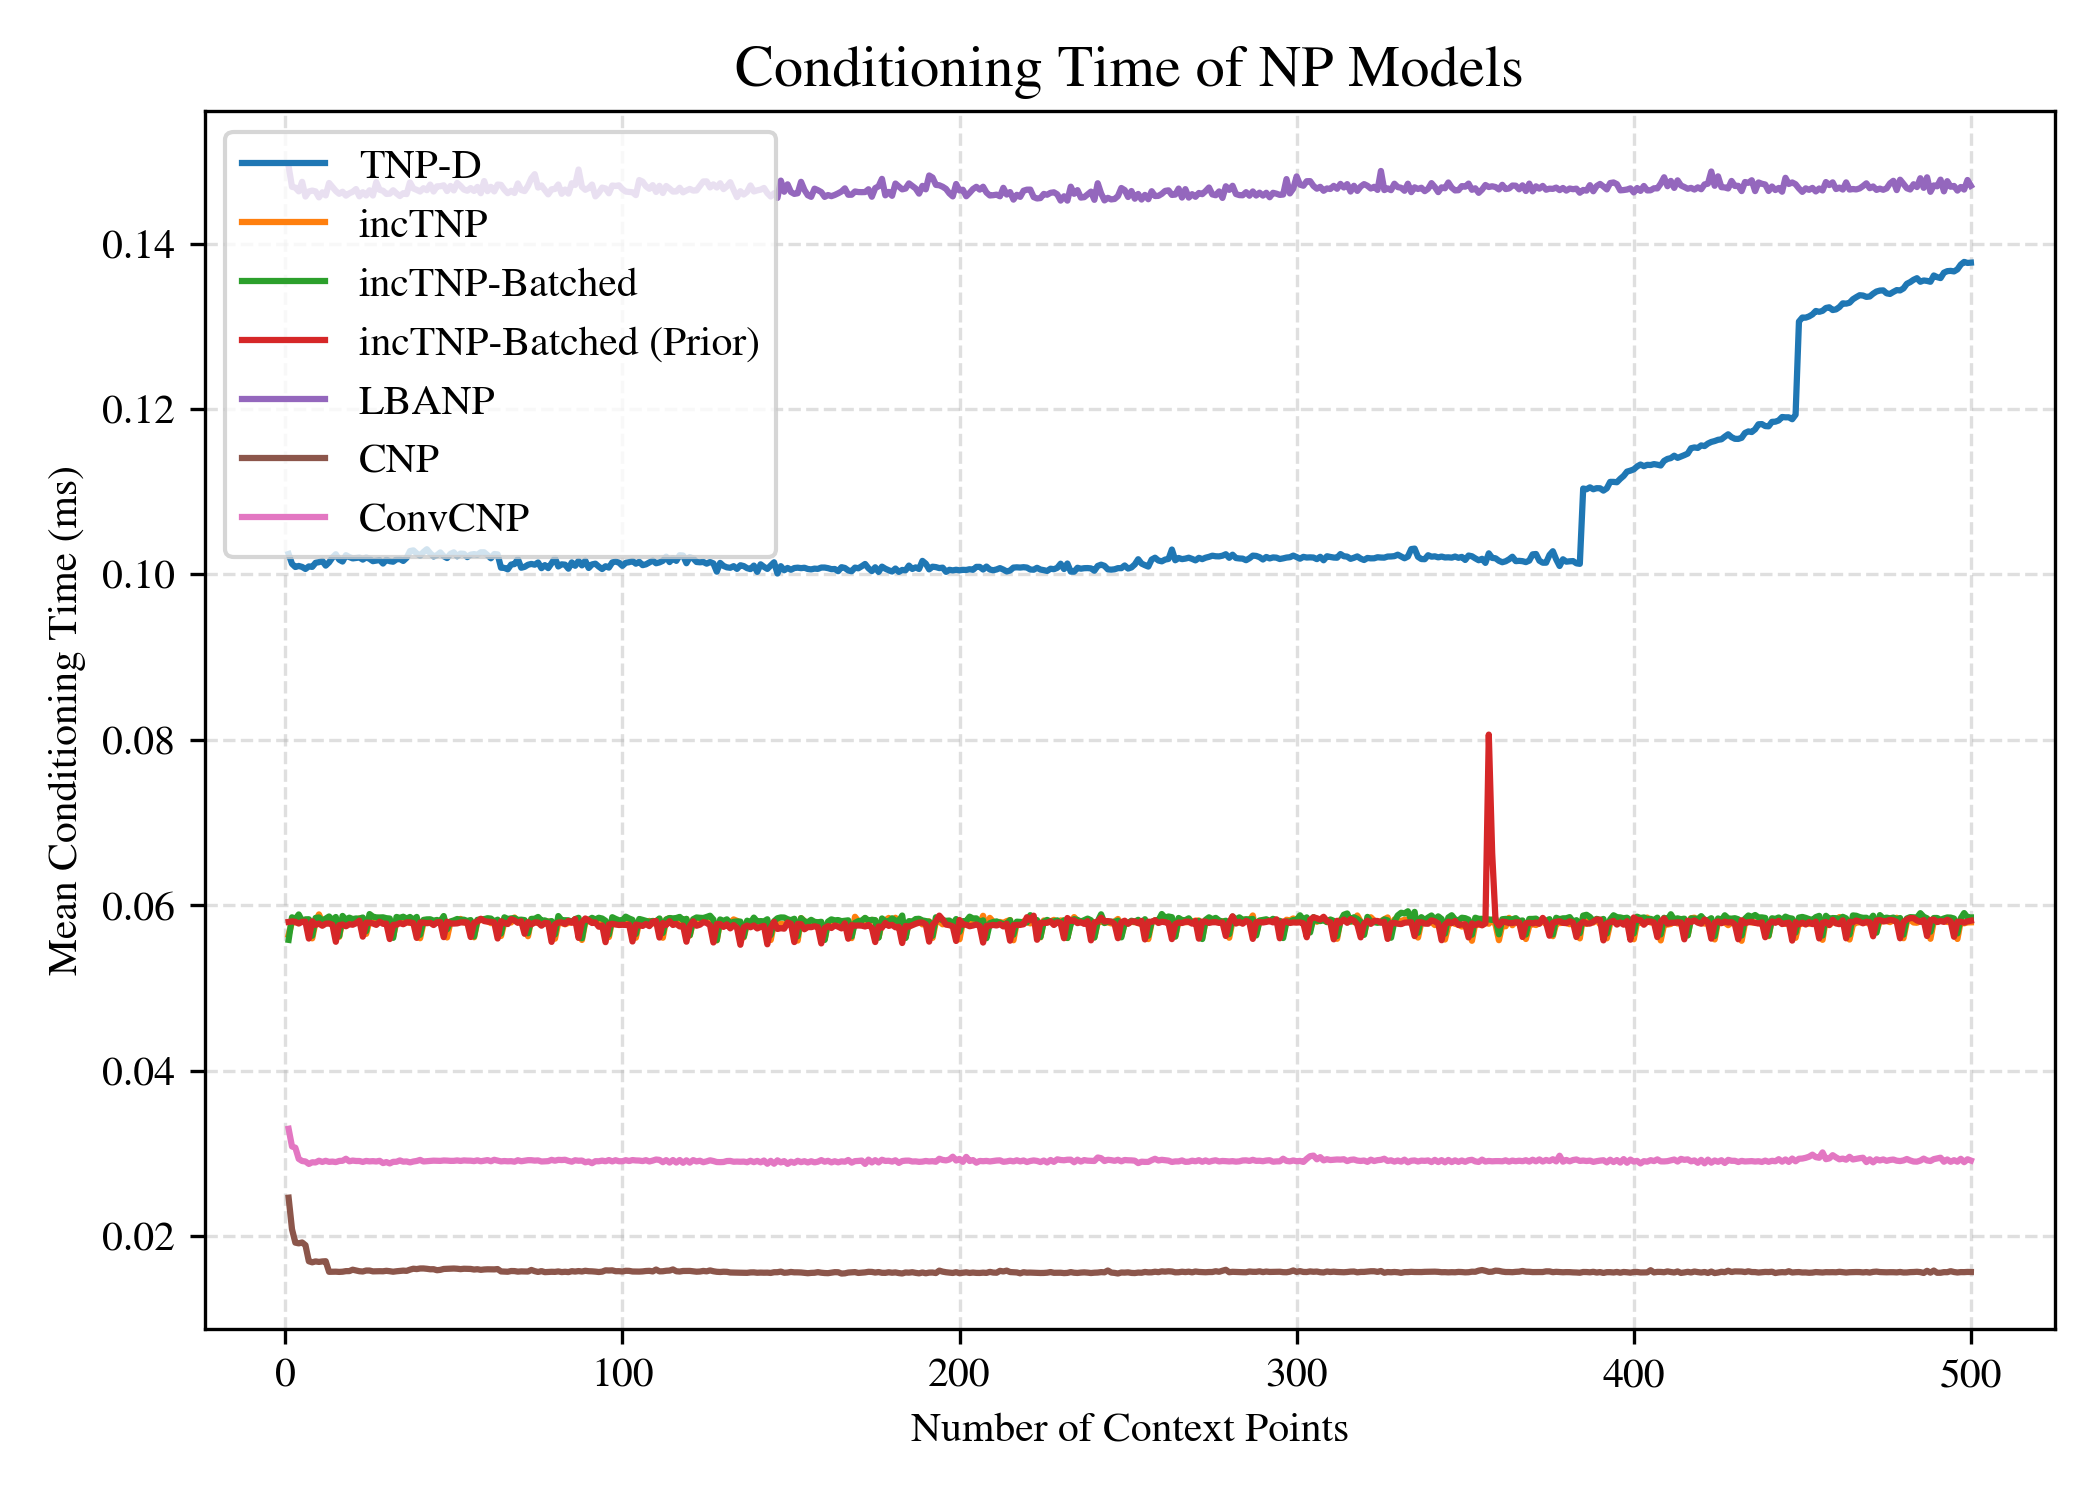 Conditioning Time of NP Models
TNP-D
incTNP
incTNP-Batched
incTNP-Batched (Prior)
LBANP
CNP
ConvCNP
Mean Conditioning Time (ms)
0.14
0.12
0.10
0.08
0.06
0.04
0.02
0 100 200 300 400 500
Number of Context Points